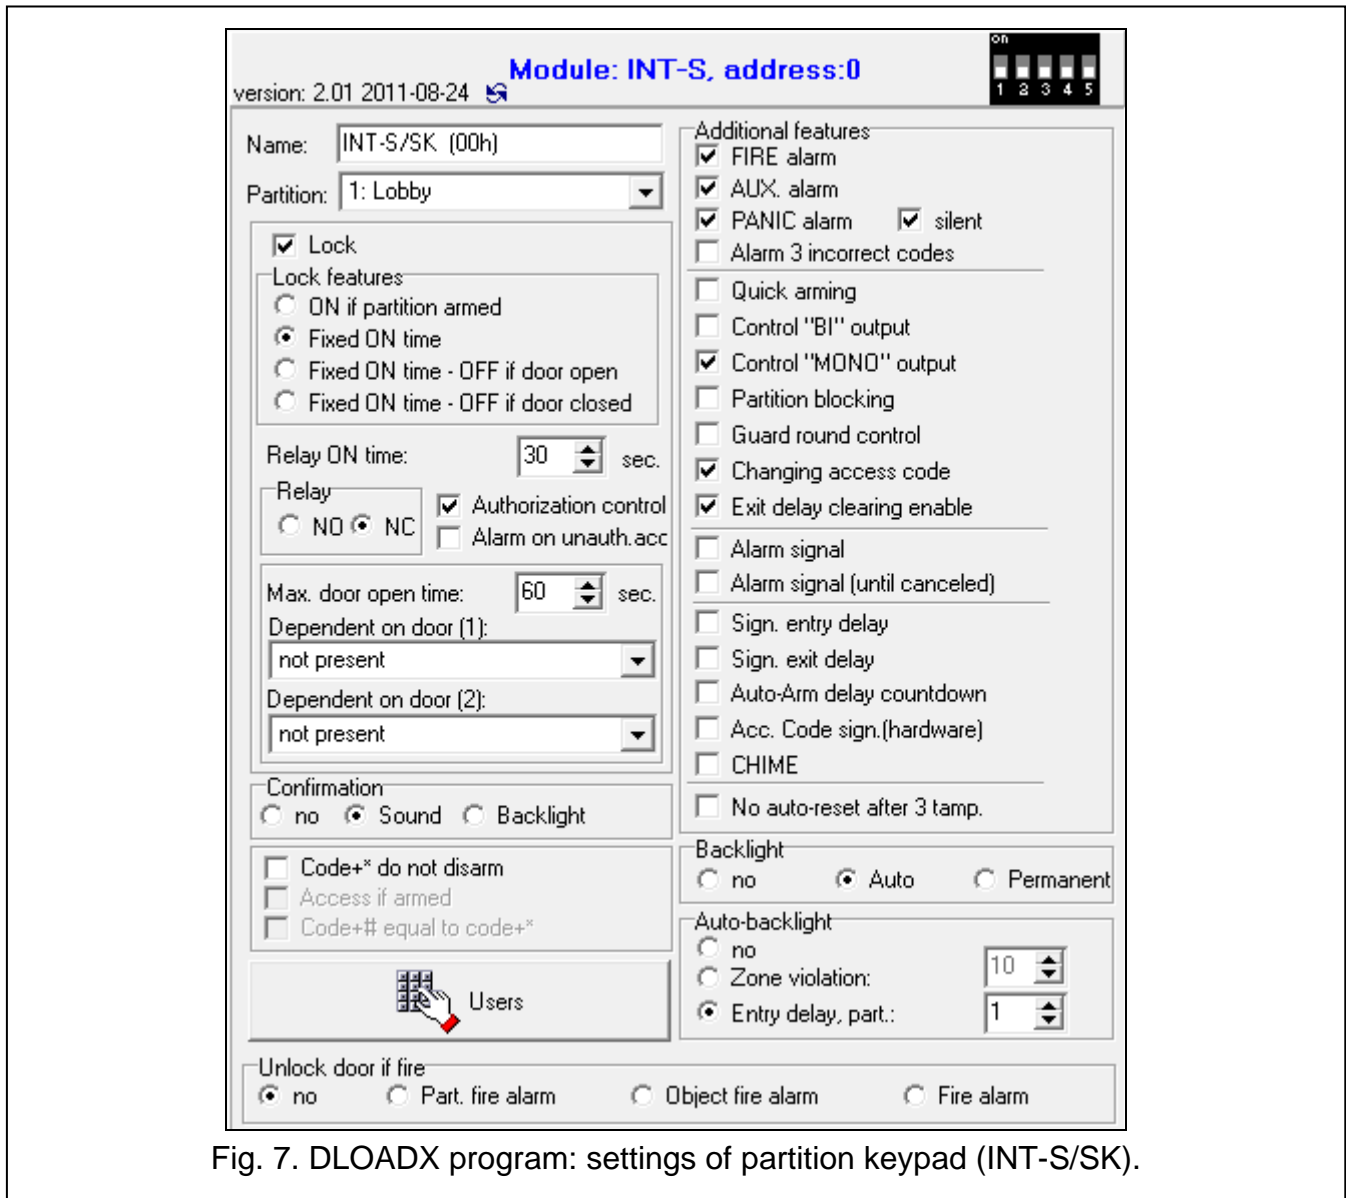 on
Module: INT-S, address:0
1 2 3 4 5
version: 2.01 2011-08-24
Name: INT-S/SK (00h)
Partition: 1: Lobby
Lock
Lock features
ON if partition armed
Fixed ON time
Fixed ON time - OFF if door open
Fixed ON time - OFF if door closed
Relay ON time: 30 sec.
Relay
NO NC
Authorization control
Alarm on unauth.acc
Max. door open time: 60 sec.
Dependent on door (1):
not present
Dependent on door (2):
not present
Confirmation
no Sound Backlight
Code+* do not disarm
Access if armed
Code+# equal to code+*
Users
Additional features
FIRE alarm
AUX. alarm
PANIC alarm silent
Alarm 3 incorrect codes
Quick arming
Control "BI" output
Control "MONO" output
Partition blocking
Guard round control
Changing access code
Exit delay clearing enable
Alarm signal
Alarm signal (until canceled)
Sign. entry delay
Sign. exit delay
Auto-Arm delay countdown
Acc. Code sign.(hardware)
CHIME
No auto-reset after 3 tamp.
Backlight
no Auto Permanent
Auto-backlight
no
Zone violation: 10
Entry delay, part.: 1
Unlock door if fire
no Part. fire alarm Object fire alarm Fire alarm
Fig. 7. DLOADX program: settings of partition keypad (INT-S/SK).